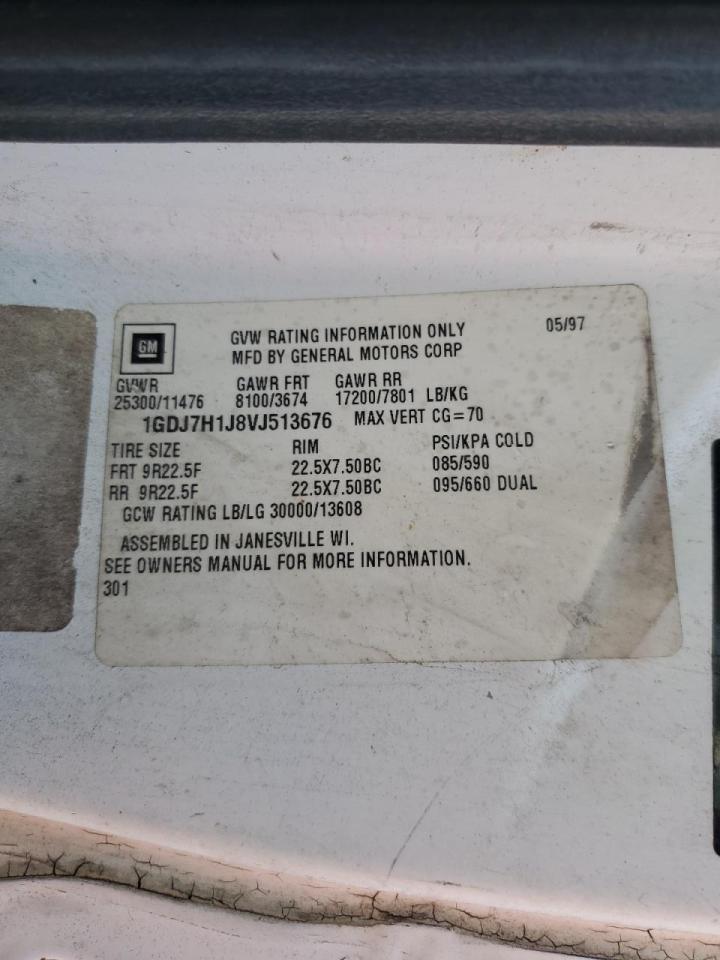 GM
GVW RATING INFORMATION ONLY 05/97
MFD BY GENERAL MOTORS CORP
GVWR GAWR FRT GAWR RR
25300/11476 8100/3674 17200/7801 LB/KG
1GDJ7H1J8VJ513676 MAX VERT CG=70
TIRE SIZE RIM PSI/KPA COLD
FRT 9R22.5F 22.5X7.50BC 085/590
RR 9R22.5F 22.5X7.50BC 095/660 DUAL
GCW RATING LB/LG 30000/13608
ASSEMBLED IN JANESVILLE WI.
SEE OWNERS MANUAL FOR MORE INFORMATION.
301